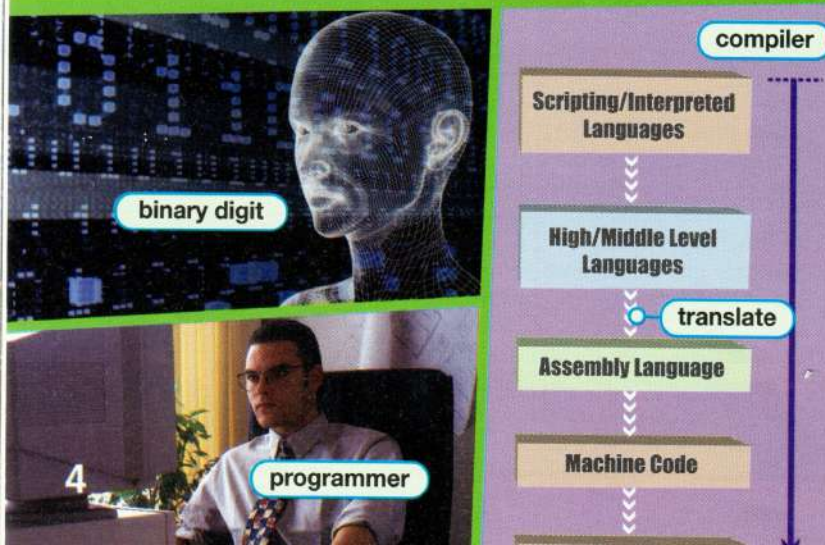 binary digit
programmer
4
compiler
Scripting/Interpreted
Languages
High/Middle Level
Languages
translate
Assembly Language
Machine Code